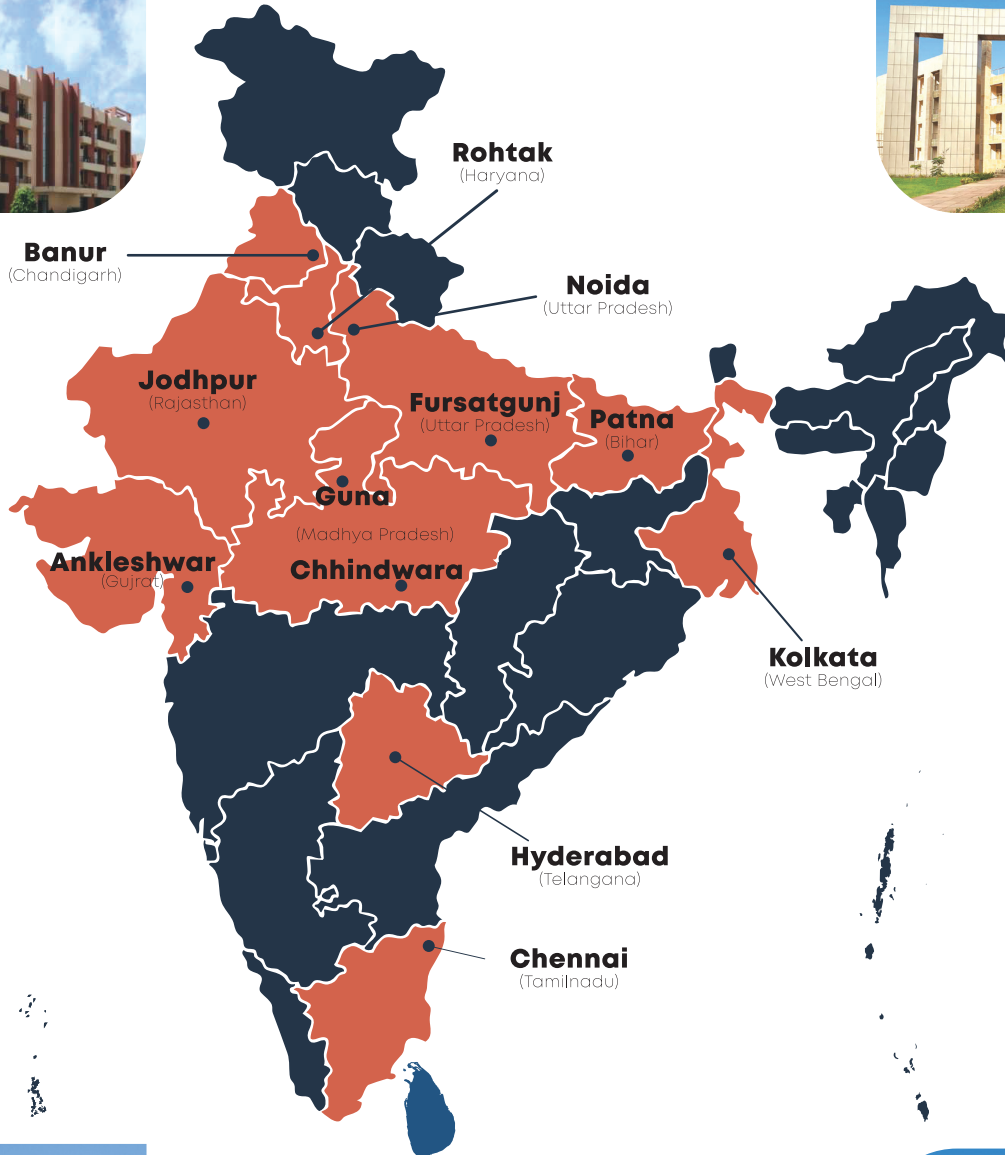 Rohtak
(Haryana)
Banur
(Chandigarh)
Noida
(Uttar Pradesh)
Jodhpur
(Rajasthan)
Fursatgunj
(Uttar Pradesh)
Patna
(Bihar)
Guna
(Madhya Pradesh)
Ankleshwar
(Gujrat)
Chhindwara
Kolkata
(West Bengal)
Hyderabad
(Telangana)
Chennai
(Tamilnadu)